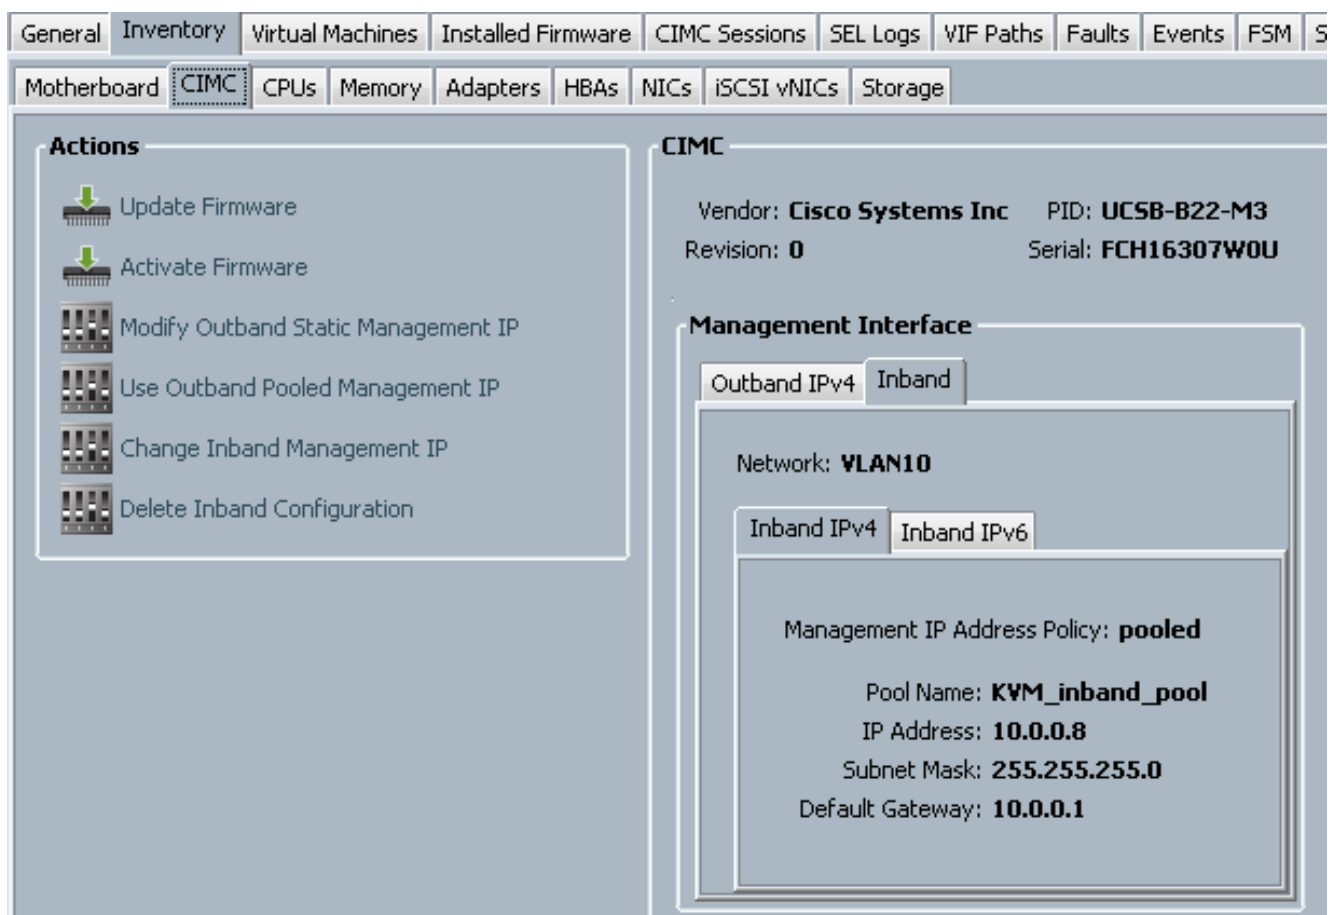 General Inventory Virtual Machines Installed Firmware CIMC Sessions SEL Logs VIF Paths Faults Events FSM S
Motherboard CIMC CPUs Memory Adapters HBAs NICs iSCSI vNICs Storage
Actions
Update Firmware
Activate Firmware
Modify Outband Static Management IP
Use Outband Pooled Management IP
Change Inband Management IP
Delete Inband Configuration
CIMC
Vendor: Cisco Systems Inc PID: UCSB-B22-M3
Revision: 0 Serial: FCH16307W0U
Management Interface
Outband IPv4 Inband
Network: VLAN10
Inband IPv4 Inband IPv6
Management IP Address Policy: pooled
Pool Name: KVM_inband_pool
IP Address: 10.0.0.8
Subnet Mask: 255.255.255.0
Default Gateway: 10.0.0.1